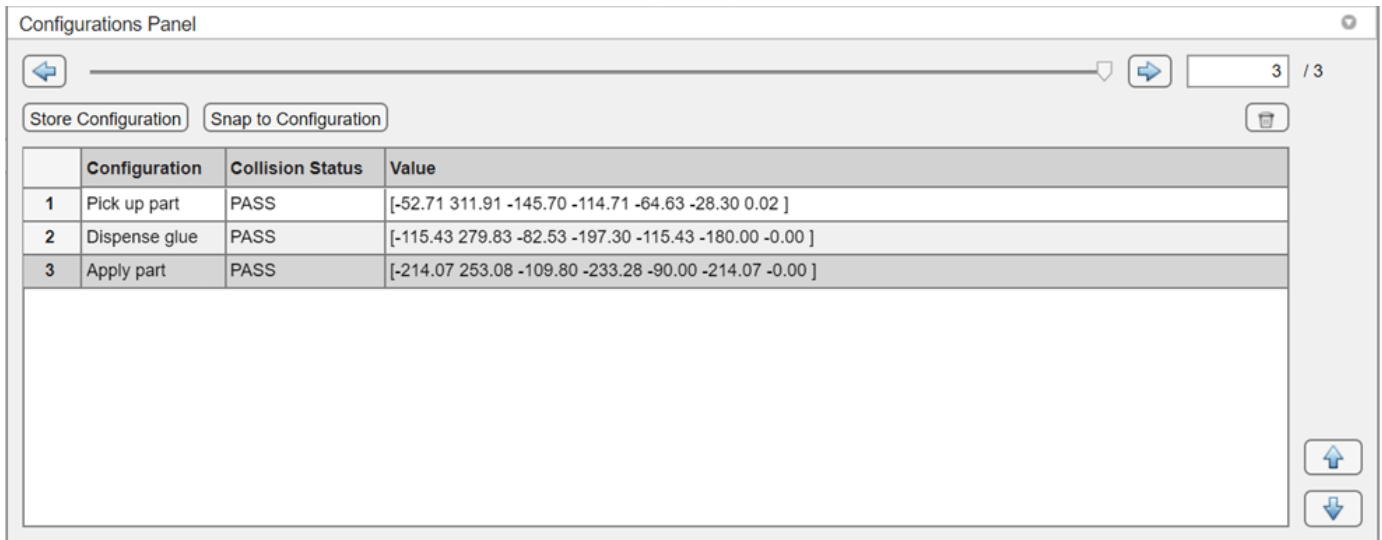 Configurations Panel
3 / 3
Store Configuration Snap to Configuration
Configuration Collision Status Value
1 Pick up part PASS [-52.71 311.91 -145.70 -114.71 -64.63 -28.30 0.02 ]
2 Dispense glue PASS [-115.43 279.83 -82.53 -197.30 -115.43 -180.00 -0.00 ]
3 Apply part PASS [-214.07 253.08 -109.80 -233.28 -90.00 -214.07 -0.00 ]